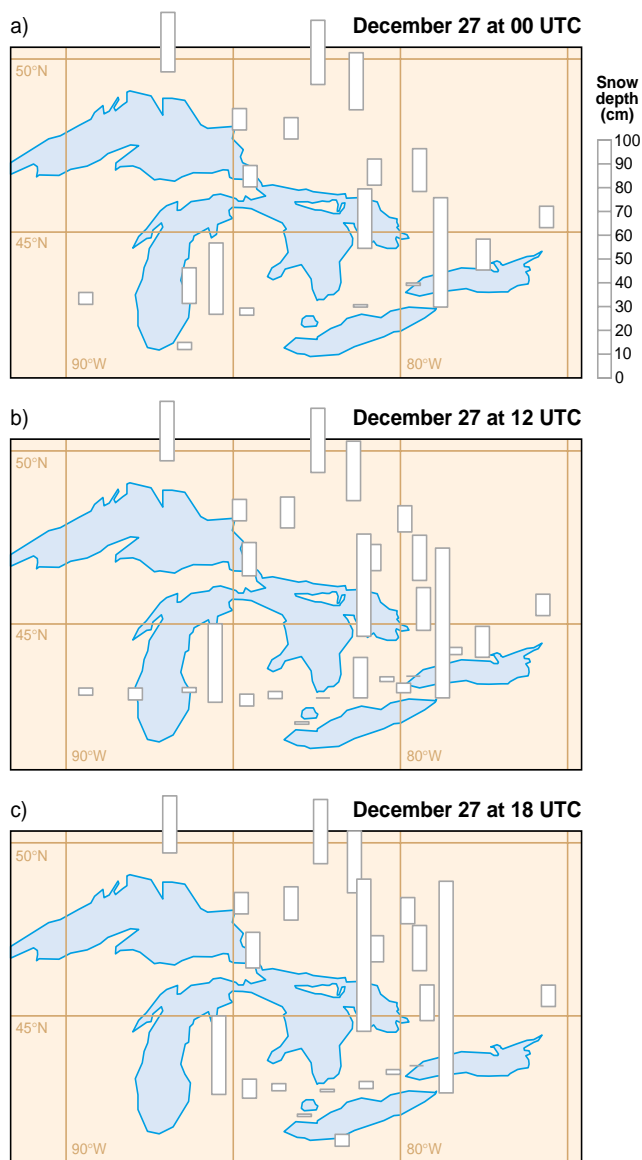 a) December 27 at 00 UTC
50°N
45°N
90°W 80°W
Snow
depth
(cm)
100
90
80
70
60
50
40
30
20
10
0
b) December 27 at 12 UTC
50°N
45°N
90°W 80°W
c) December 27 at 18 UTC
50°N
45°N
90°W 80°W